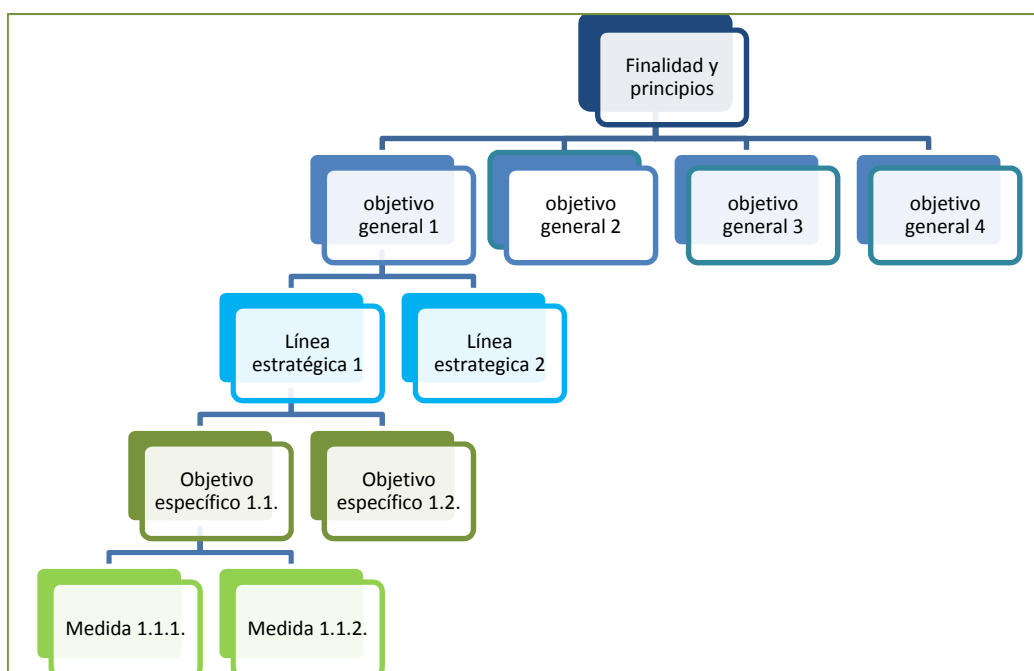 Finalidad y
principios
objetivo
general 1
objetivo
general 2
objetivo
general 3
objetivo
general 4
Línea
estratégica 1
Línea
estrategica 2
Objetivo
específico 1.1.
Objetivo
específico 1.2.
Medida 1.1.1.
Medida 1.1.2.